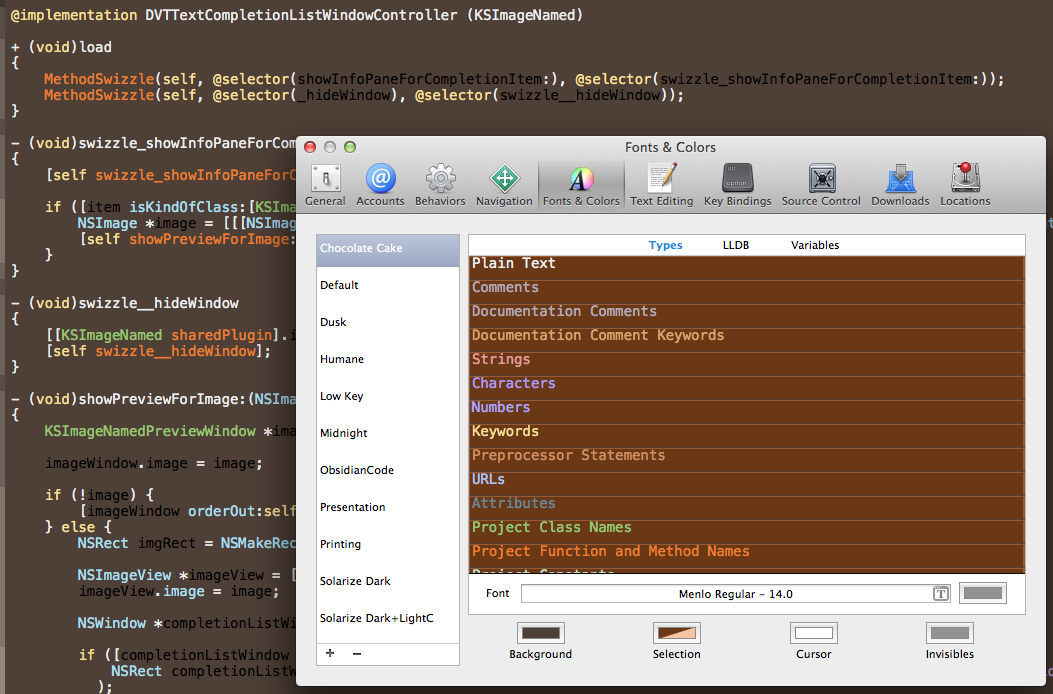 @implementation DVTTextCompletionListWindowController (KSImageNamed)
+ (void)load
{
MethodSwizzle(self, @selector(showInfoPaneForCompletionItem:), @selector(swizzle_showInfoPaneForCompletionItem:));
MethodSwizzle(self, @selector(_hideWindow), @selector(swizzle__hideWindow));
}
- (void)swizzle_showInfoPaneForCom
{
[self swizzle_showInfoPaneForC
if ([item isKindOfClass:[KSIma
NSImage *image = [[[NSImag
[self showPreviewForImage:
}
}
- (void)swizzle__hideWindow
{
[[KSImageNamed sharedPlugin].i
[self swizzle__hideWindow];
}
- (void)showPreviewForImage:(NSIma
{
KSImageNamedPreviewWindow *ima
imageWindow.image = image;
if (!image) {
[imageWindow orderOut:self
} else {
NSRect imgRect = NSMakeRec
NSImageView *imageView = [
imageView.image = image;
NSWindow *completionListWi
if ([completionListWindow
NSRect completionListW
);
Fonts & Colors
General
Accounts
Behaviors
Navigation
Fonts & Colors
Text Editing
off
option
Key Bindings
Source Control
Downloads
Locations
Chocolate Cake
Default
Dusk
Humane
Low Key
Midnight
ObsidianCode
Presentation
Printing
Solarize Dark
Solarize Dark+LightC
+ −
Types LLDB Variables
Plain Text
Comments
Documentation Comments
Documentation Comment Keywords
Strings
Characters
Numbers
Keywords
Preprocessor Statements
URLs
Attributes
Project Class Names
Project Function and Method Names
Project Constants
Font Menlo Regular - 14.0 T
Background Selection Cursor Invisibles